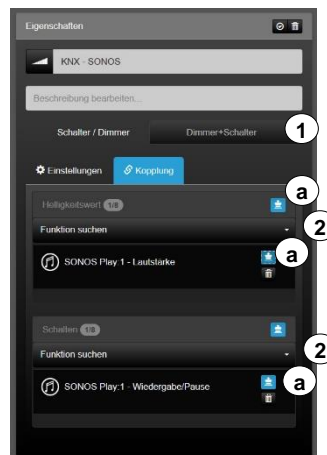 Eigenschaften
KNX - SONOS
Beschreibung bearbeiten...
Schalter / Dimmer Dimmer+Schalter 1
Einstellungen Kopplung
a
Helligkeitswert 1/8
2
Funktion suchen
a
SONOS Play:1 - Lautstärke
Schalten 1/8
2
Funktion suchen
a
SONOS Play:1 - Wiedergabe/Pause